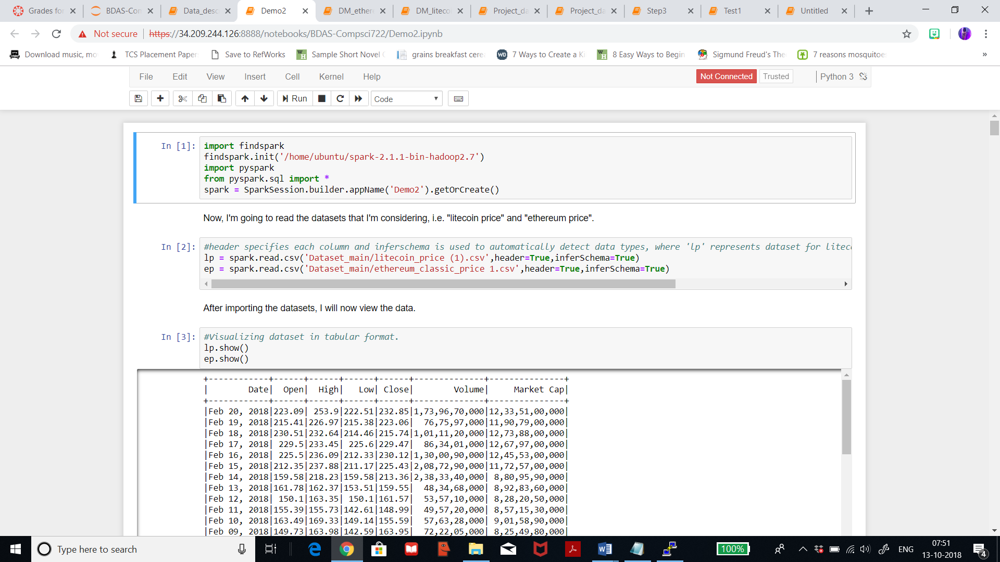 Grades for
BDAS-Con
Data_desc
Demo2
DM_ether
DM_liteco
Project_da
Project_da
Step3
Test1
Untitled
Not secure
https://34.209.244.126:8888/notebooks/BDAS-Compsci722/Demo2.ipynb
Download music, mo
TCS Placement Paper
Save to RefWorks
Sample Short Novel
grains breakfast cerea
7 Ways to Create a Ki
8 Easy Ways to Begin
Sigmund Freud's The
7 reasons mosquitoes
»
File Edit View Insert Cell Kernel Help
Not Connected
Trusted
Python 3
Run
Code
In [1]:
import findspark
findspark.init('/home/ubuntu/spark-2.1.1-bin-hadoop2.7')
import pyspark
from pyspark.sql import *
spark = SparkSession.builder.appName('Demo2').getOrCreate()
Now, I'm going to read the datasets that I'm considering, i.e. "litecoin price" and "ethereum price".
In [2]:
#header specifies each column and inferschema is used to automatically detect data types, where 'lp' represents dataset for litec
lp = spark.read.csv('Dataset_main/litecoin_price (1).csv',header=True,inferSchema=True)
ep = spark.read.csv('Dataset_main/ethereum_classic_price 1.csv',header=True,inferSchema=True)
After importing the datasets, I will now view the data.
In [3]:
#Visualizing dataset in tabular format.
lp.show()
ep.show()
+------------+------+------+------+------+--------------+---------------+
|        Date|  Open|  High|   Low| Close|        Volume|     Market Cap|
+------------+------+------+------+------+--------------+---------------+
|Feb 20, 2018|223.09| 253.9|222.51|232.85|1,73,96,70,000|12,33,51,00,000|
|Feb 19, 2018|215.41|226.97|215.38|223.06|  76,75,97,000|11,90,79,00,000|
|Feb 18, 2018|230.51|232.64|214.46|215.74|1,01,11,20,000|12,73,88,00,000|
|Feb 17, 2018| 229.5|233.45| 225.6|229.47|  86,34,01,000|12,67,97,00,000|
|Feb 16, 2018| 225.5|236.09|212.33|230.12|1,30,00,90,000|12,45,53,00,000|
|Feb 15, 2018|212.35|237.88|211.17|225.43|2,08,72,90,000|11,72,57,00,000|
|Feb 14, 2018|159.58|218.23|159.58|213.36|2,38,33,40,000| 8,80,95,90,000|
|Feb 13, 2018|161.78|162.37|153.51|159.55|  48,34,68,000| 8,92,83,60,000|
|Feb 12, 2018| 150.1|163.35| 150.1|161.57|  53,57,10,000| 8,28,20,50,000|
|Feb 11, 2018|155.39|155.73|142.61|148.99|  49,57,20,000| 8,57,15,30,000|
|Feb 10, 2018|163.49|169.33|149.14|155.59|  57,63,28,000| 9,01,58,90,000|
|Feb 09, 2018|149.73|163.98|142.59|163.95|  72,22,05,000| 8,25,49,80,000|
Type here to search
100%
ENG
07:51
13-10-2018
4